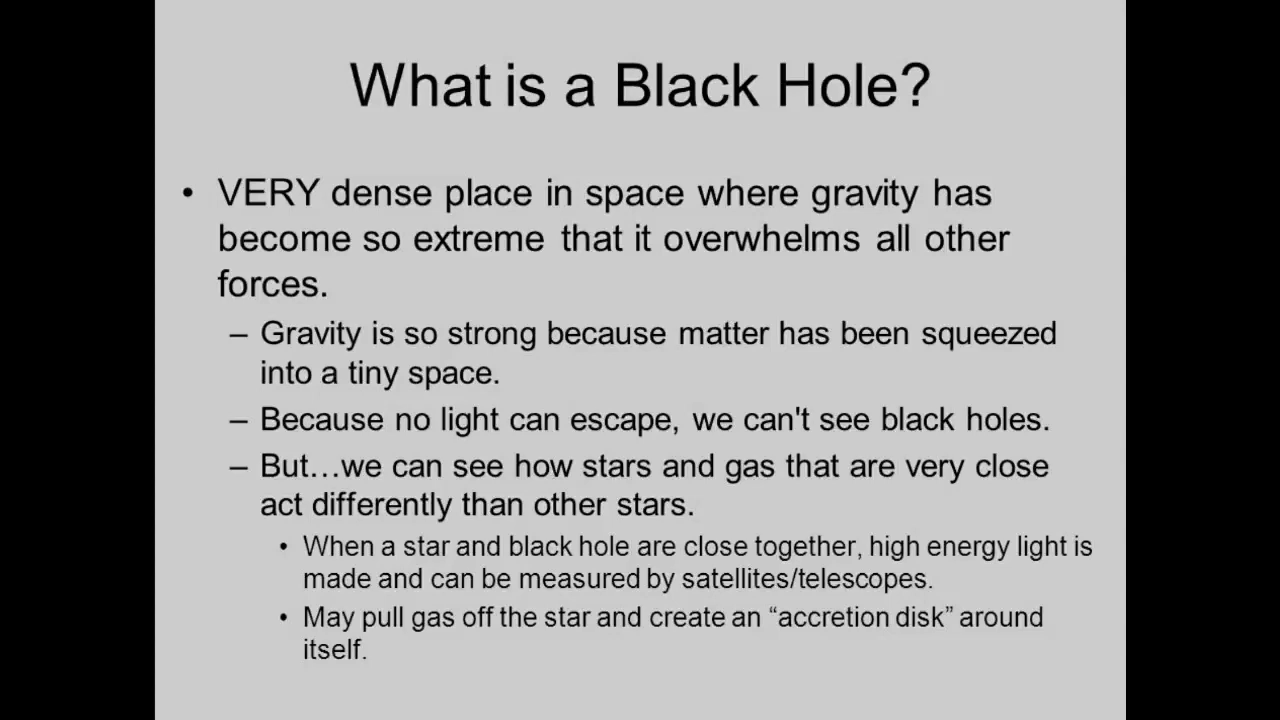 What is a Black Hole?
• VERY dense place in space where gravity has
become so extreme that it overwhelms all other
forces.
– Gravity is so strong because matter has been squeezed
into a tiny space.
– Because no light can escape, we can't see black holes.
– But…we can see how stars and gas that are very close
act differently than other stars.
• When a star and black hole are close together, high energy light is
made and can be measured by satellites/telescopes.
• May pull gas off the star and create an “accretion disk” around
itself.